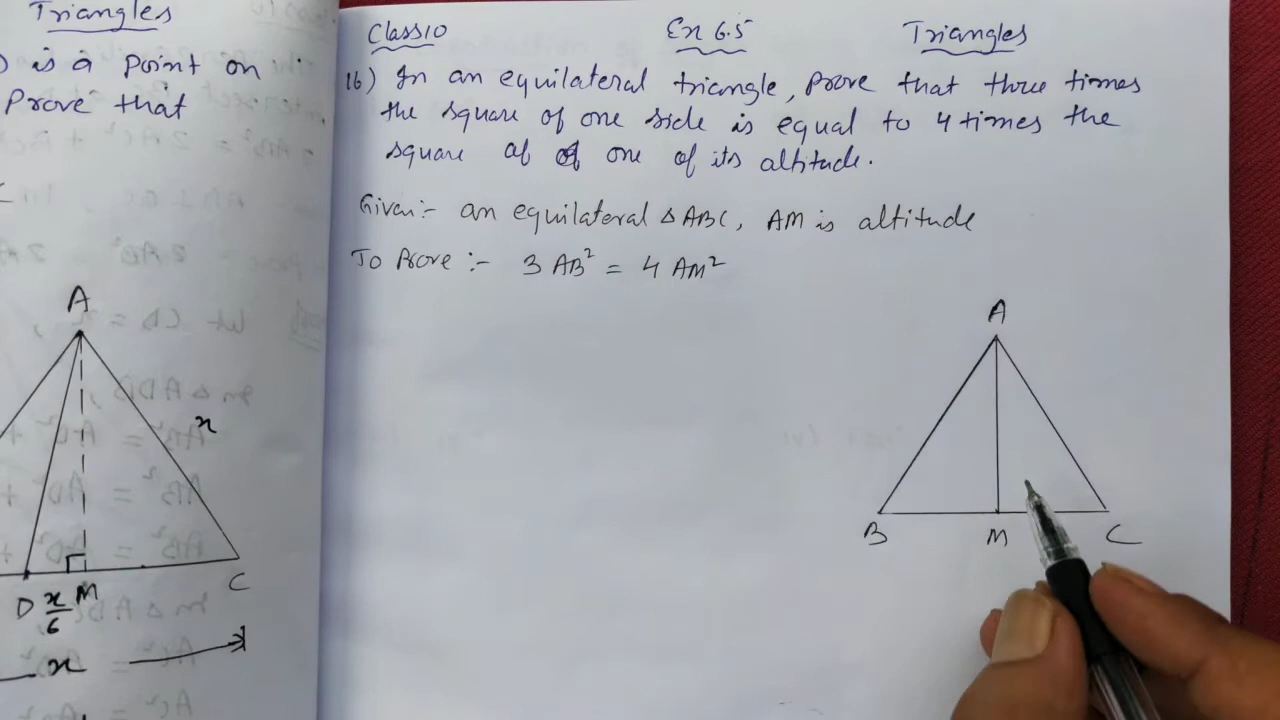 Triangles
is a point on
Prove that
A
x
D x/6 M
C
x
Class10 Ex 6.5 Triangles
16) In an equilateral triangle, prove that three times
the square of one side is equal to 4 times the
square of of one of its altitude.
Given:- an equilateral △ ABC, AM is altitude
To Prove :- 3 AB² = 4 AM²
A
B M C